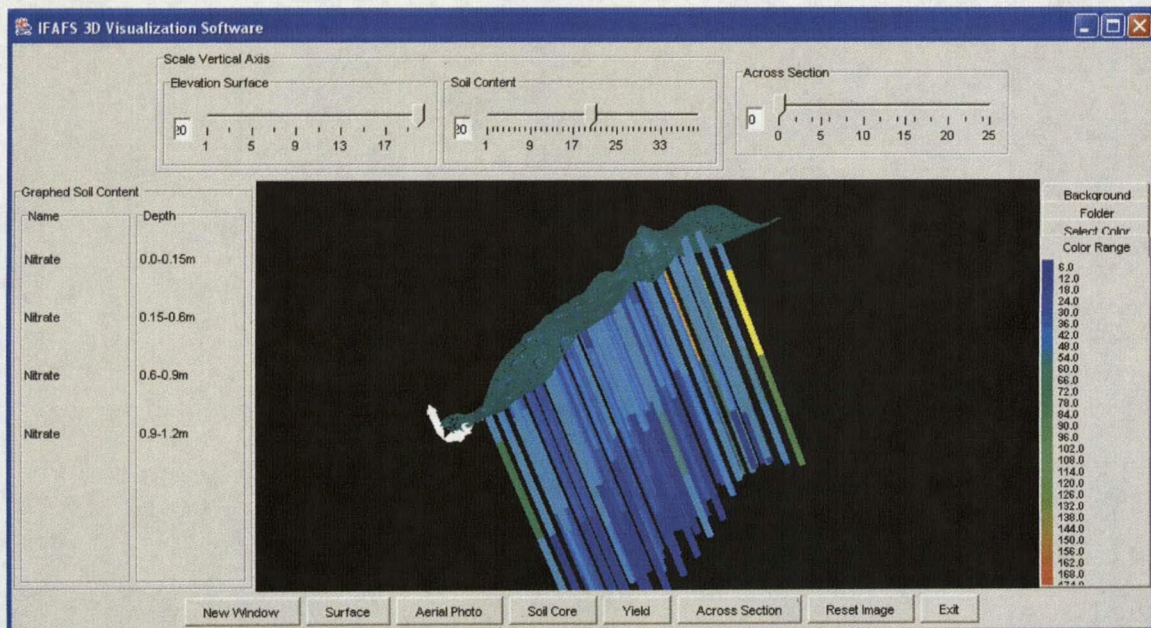 IFAFS 3D Visualization Software
Scale Vertical Axis
Elevation Surface
20
1 5 9 13 17
Soil Content
20
1 9 17 25 33
Across Section
0
0 5 10 15 20 25
Graphed Soil Content
Name Depth
Nitrate 0.0-0.15m
Nitrate 0.15-0.6m
Nitrate 0.6-0.9m
Nitrate 0.9-1.2m
Background
Folder
Select Color
Color Range
6.0
12.0
18.0
24.0
30.0
36.0
42.0
48.0
54.0
60.0
66.0
72.0
78.0
84.0
90.0
96.0
102.0
108.0
114.0
120.0
126.0
132.0
138.0
144.0
150.0
156.0
162.0
168.0
174.0
New Window Surface Aerial Photo Soil Core Yield Across Section Reset Image Exit